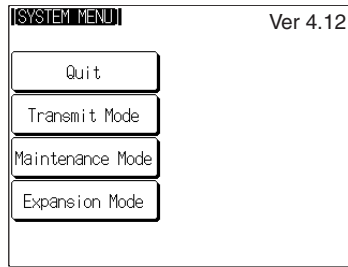 [SYSTEM MENU]
Ver 4.12
Quit
Transmit Mode
Maintenance Mode
Expansion Mode